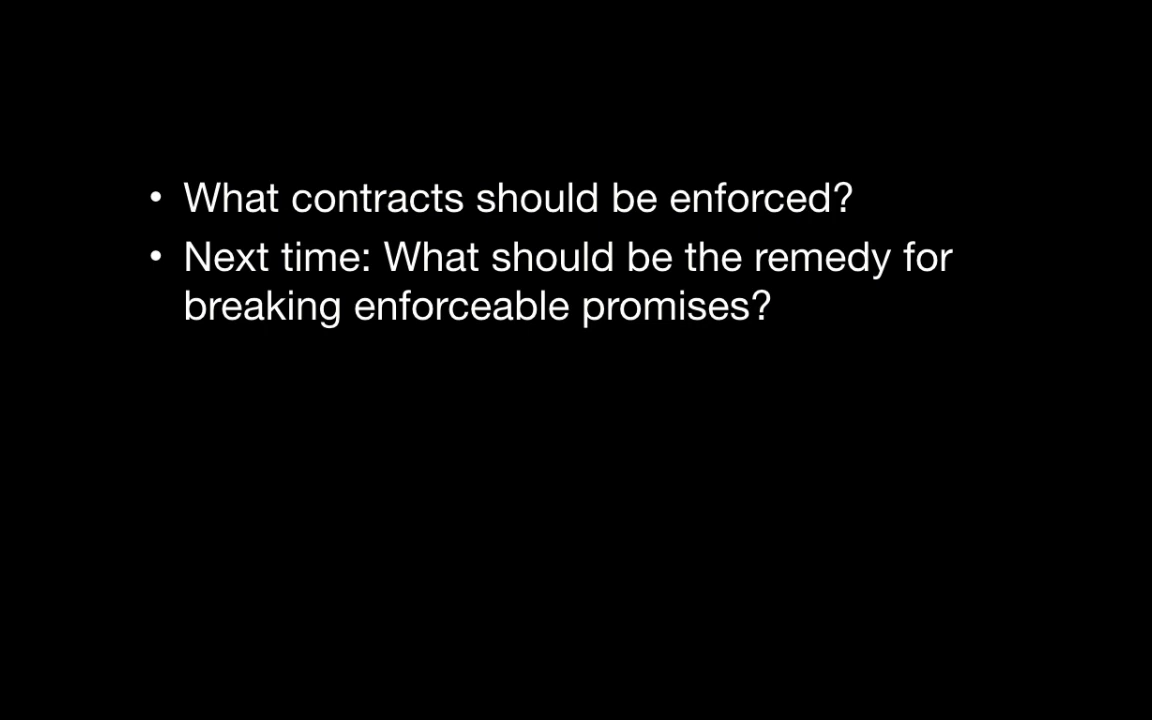 • What contracts should be enforced?
• Next time: What should be the remedy for
breaking enforceable promises?